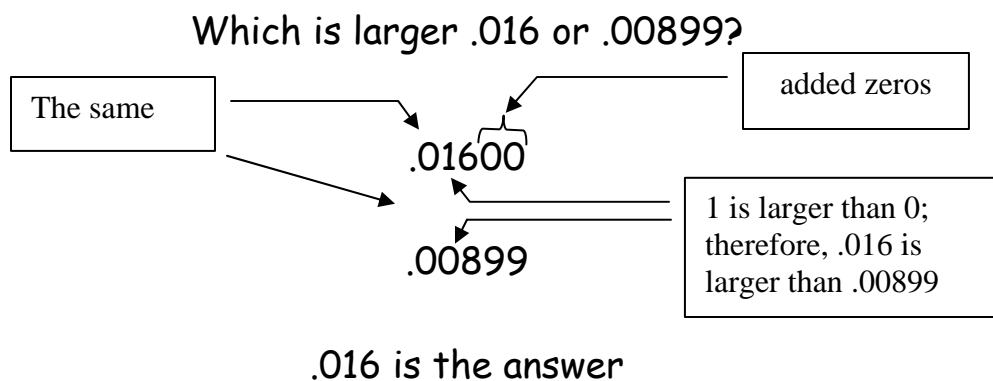 Which is larger .016 or .00899?
The same
added zeros
.01600
1 is larger than 0;
therefore, .016 is
larger than .00899
.00899
.016 is the answer